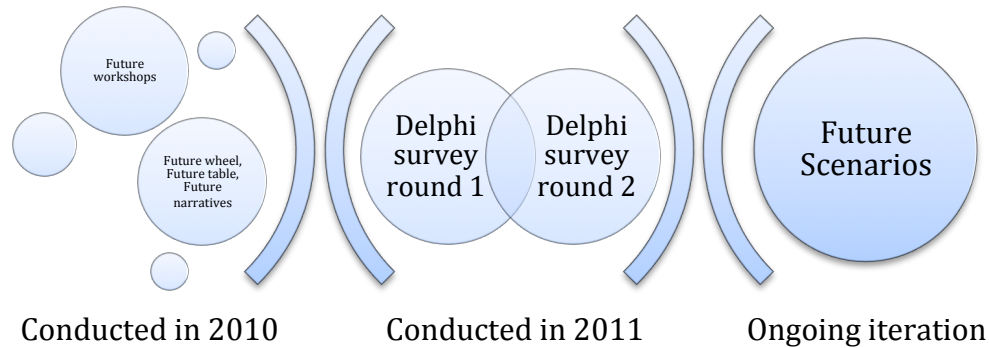 Future
workshops
Future wheel,
Future table,
Future
narratives
Delphi
survey
round 1
Delphi
survey
round 2
Future
Scenarios
Conducted in 2010
Conducted in 2011
Ongoing iteration